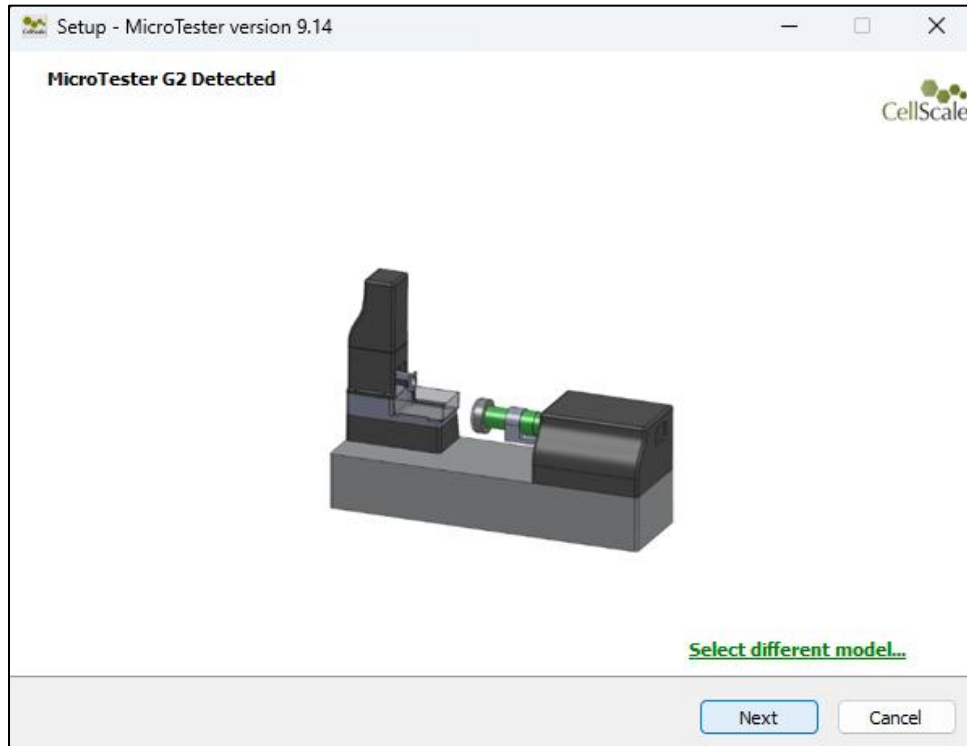 Setup - MicroTester version 9.14
MicroTester G2 Detected
CellScale
Select different model...
Next
Cancel